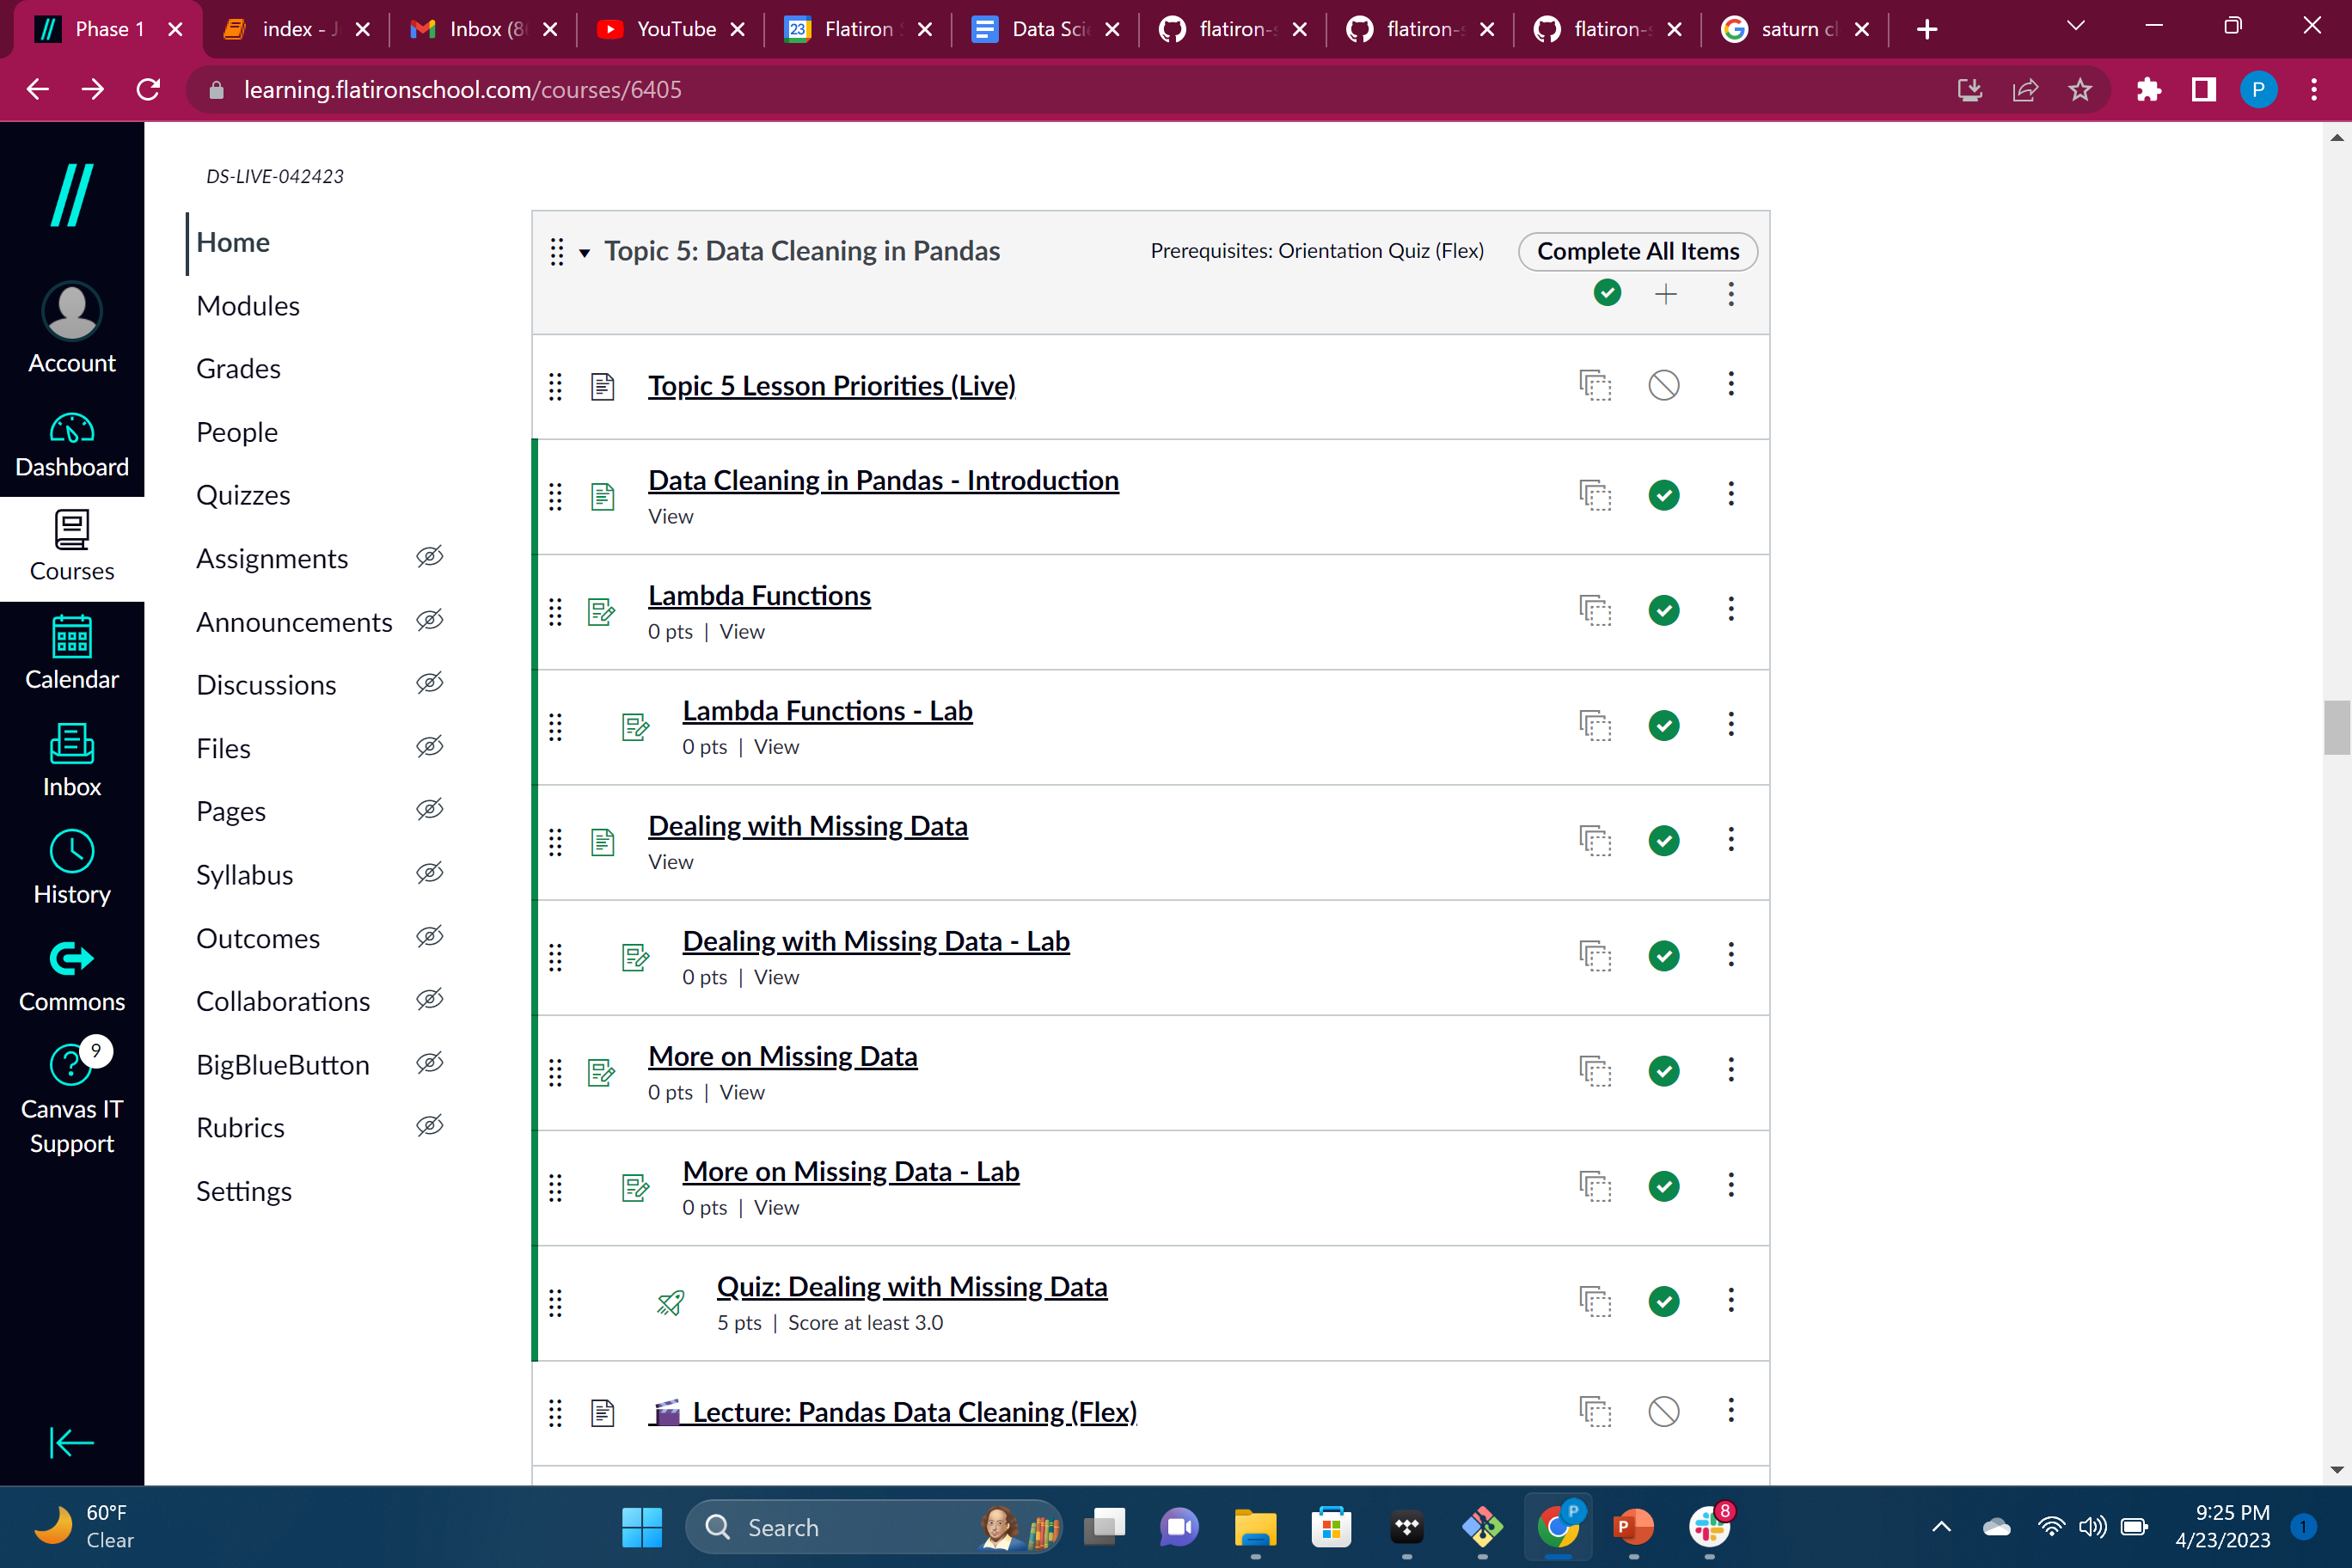 Phase 1
index - J
Inbox (8
YouTube
23
Flatiron
Data Sci
flatiron-s
flatiron-s
flatiron-s
saturn cl
learning.flatironschool.com/courses/6405
P
DS-LIVE-042423
Account
Dashboard
Courses
Calendar
Inbox
History
Commons
9
Canvas IT
Support
Home
Modules
Grades
People
Quizzes
Assignments
Announcements
Discussions
Files
Pages
Syllabus
Outcomes
Collaborations
BigBlueButton
Rubrics
Settings
Topic 5: Data Cleaning in Pandas
Prerequisites: Orientation Quiz (Flex)
Complete All Items
Topic 5 Lesson Priorities (Live)
Data Cleaning in Pandas - Introduction
View
Lambda Functions
0 pts | View
Lambda Functions - Lab
0 pts | View
Dealing with Missing Data
View
Dealing with Missing Data - Lab
0 pts | View
More on Missing Data
0 pts | View
More on Missing Data - Lab
0 pts | View
Quiz: Dealing with Missing Data
5 pts | Score at least 3.0
Lecture: Pandas Data Cleaning (Flex)
60°F
Clear
Search
P
P
8
9:25 PM
4/23/2023
1